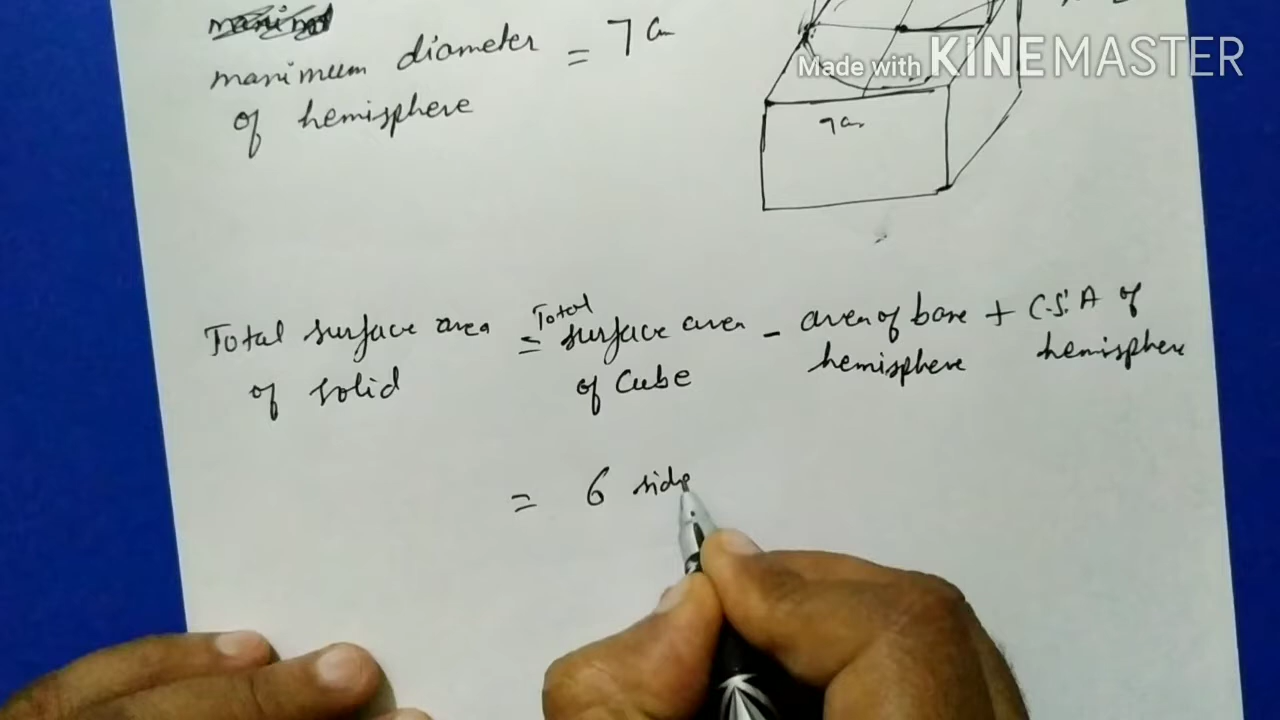 manimum diameter = 7 cm
of hemisphere
Made with KINEMASTER
7 cm
Total surface area = Total surface area - area of base + C.S.A of
of solid of Cube hemisphere hemisphere
= 6 side